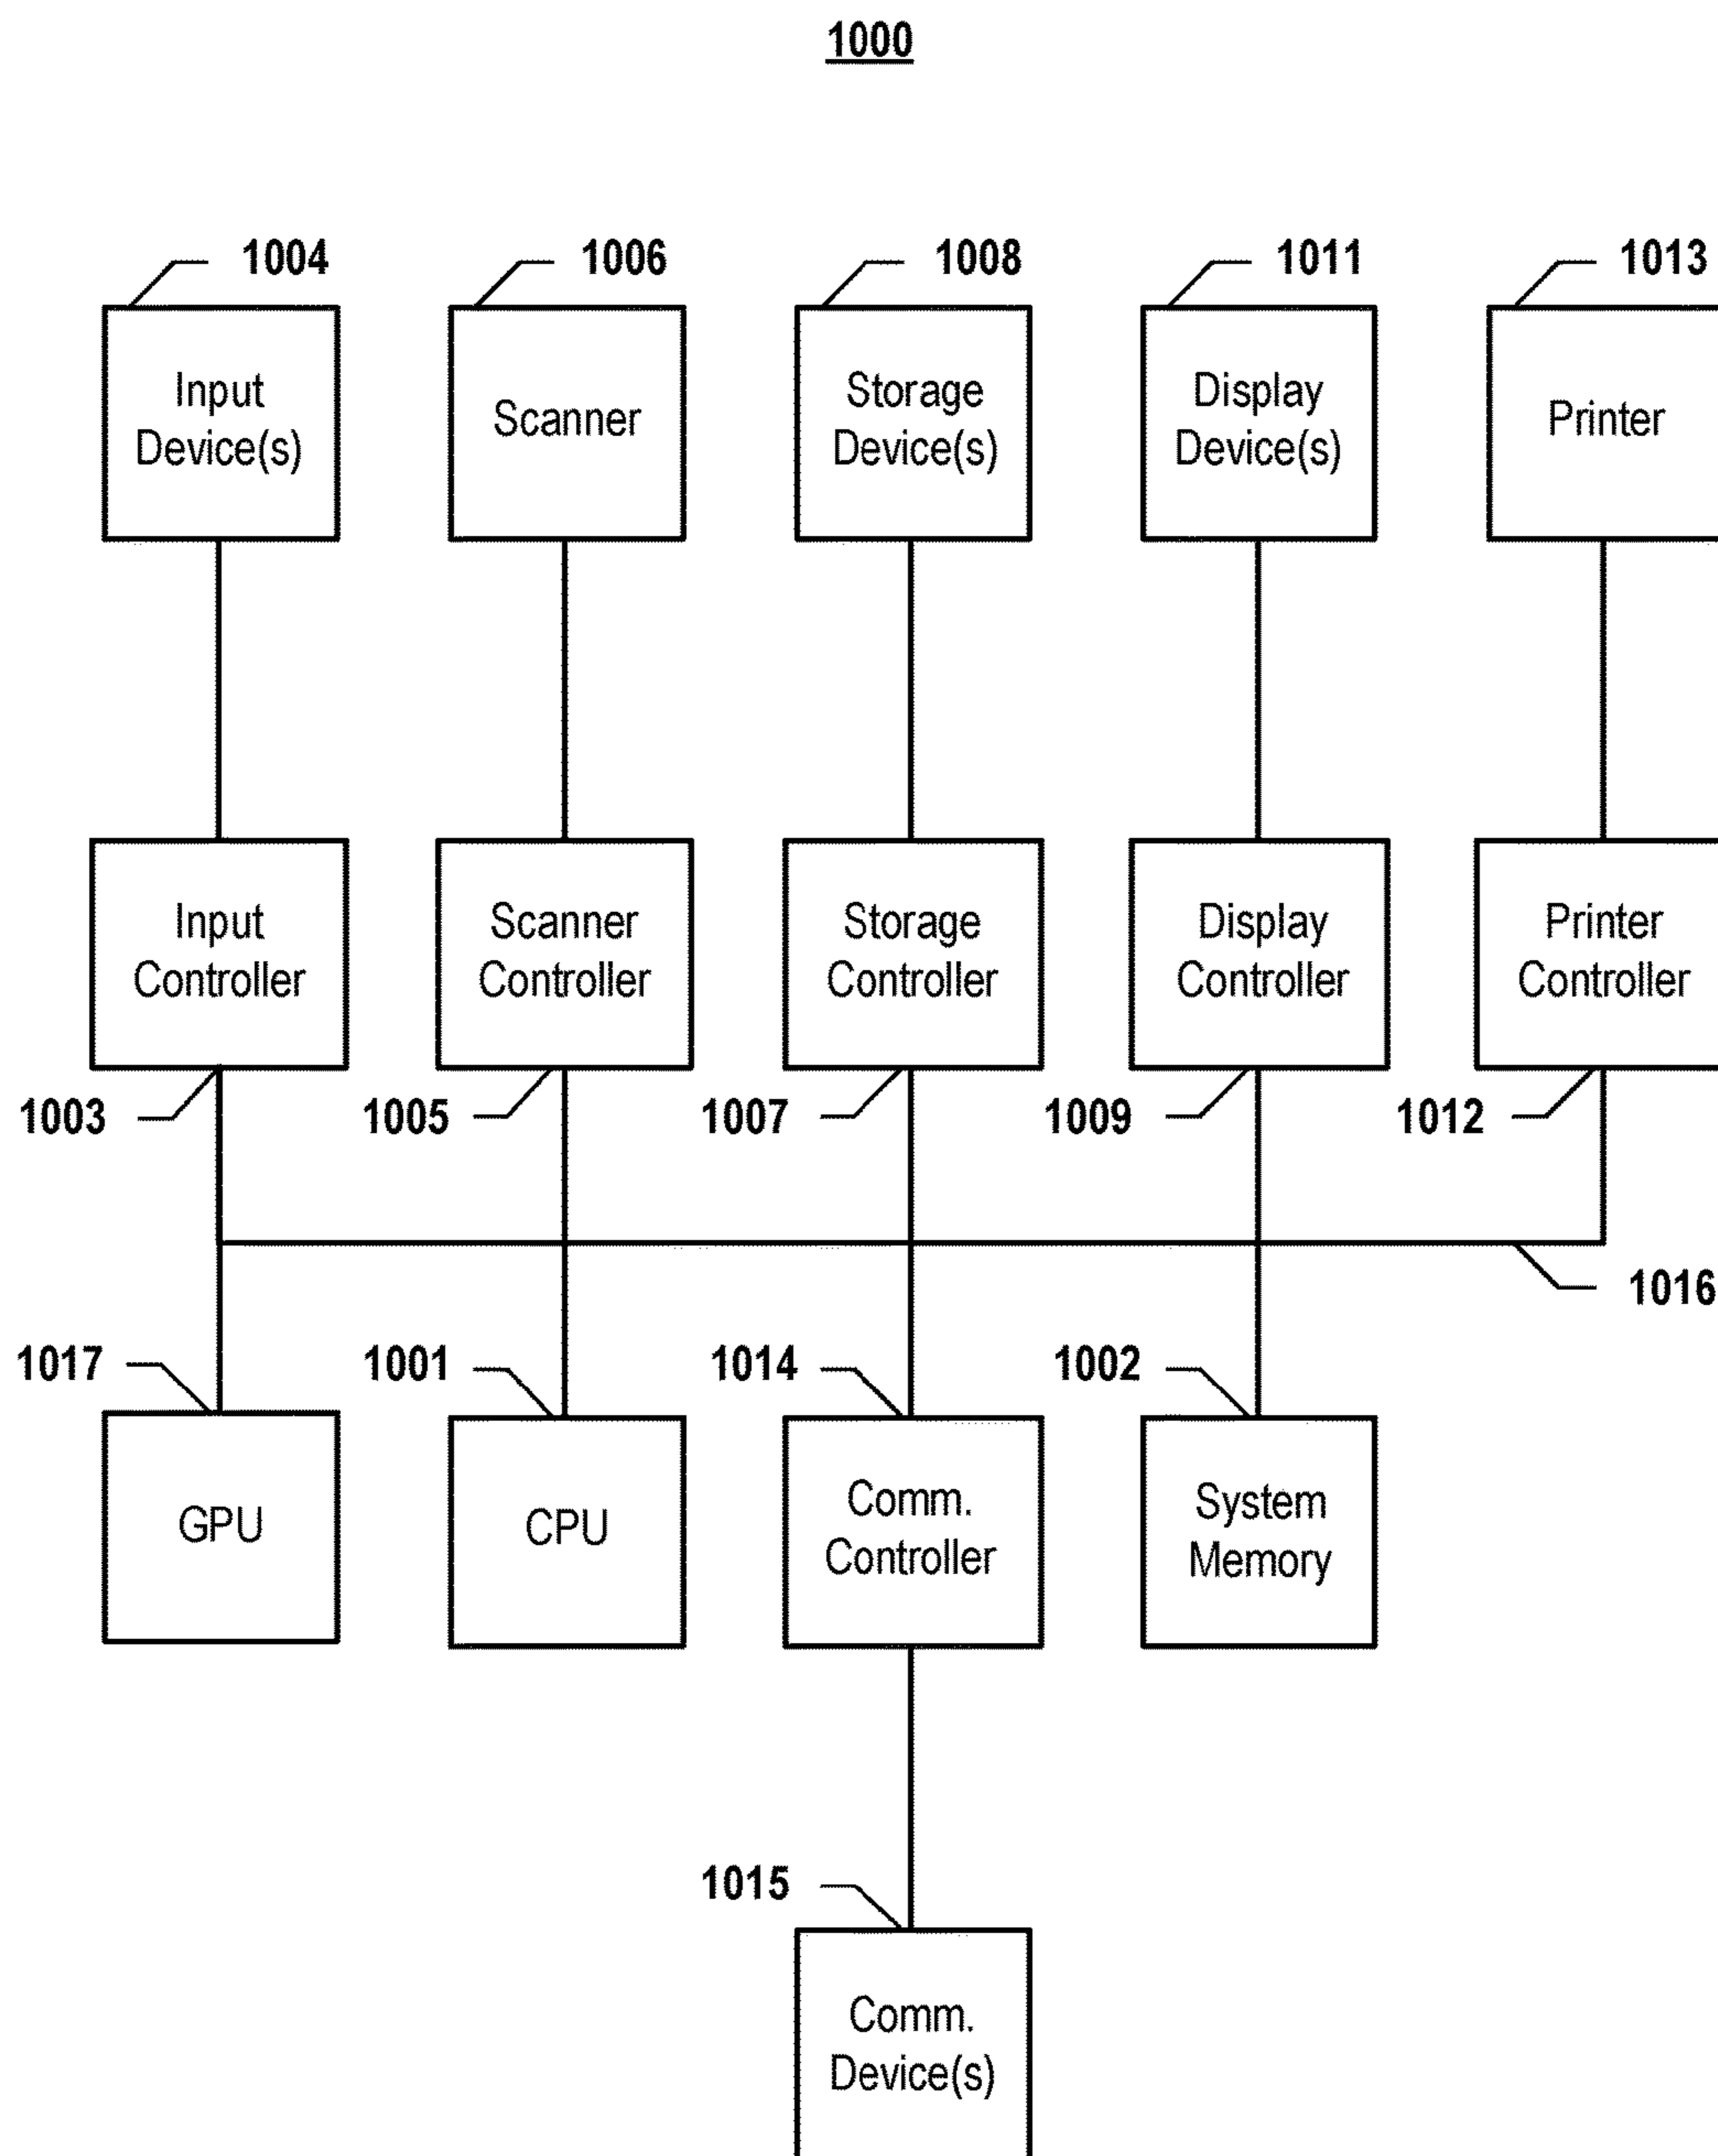 1000
1004
1006
1008
1011
1013
Input
Device(s)
Scanner
Storage
Device(s)
Display
Device(s)
Printer
Input
Controller
Scanner
Controller
Storage
Controller
Display
Controller
Printer
Controller
1003
1005
1007
1009
1012
1016
1017
1001
1014
1002
GPU
CPU
Comm.
Controller
System
Memory
1015
Comm.
Device(s)